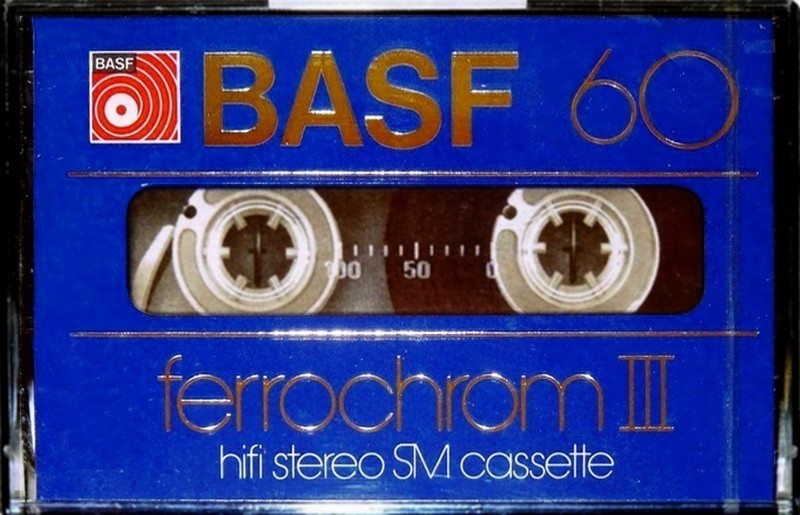 BASF
BASF 60
100 50 0
ferrochrom III
hifi stereo SM cassette